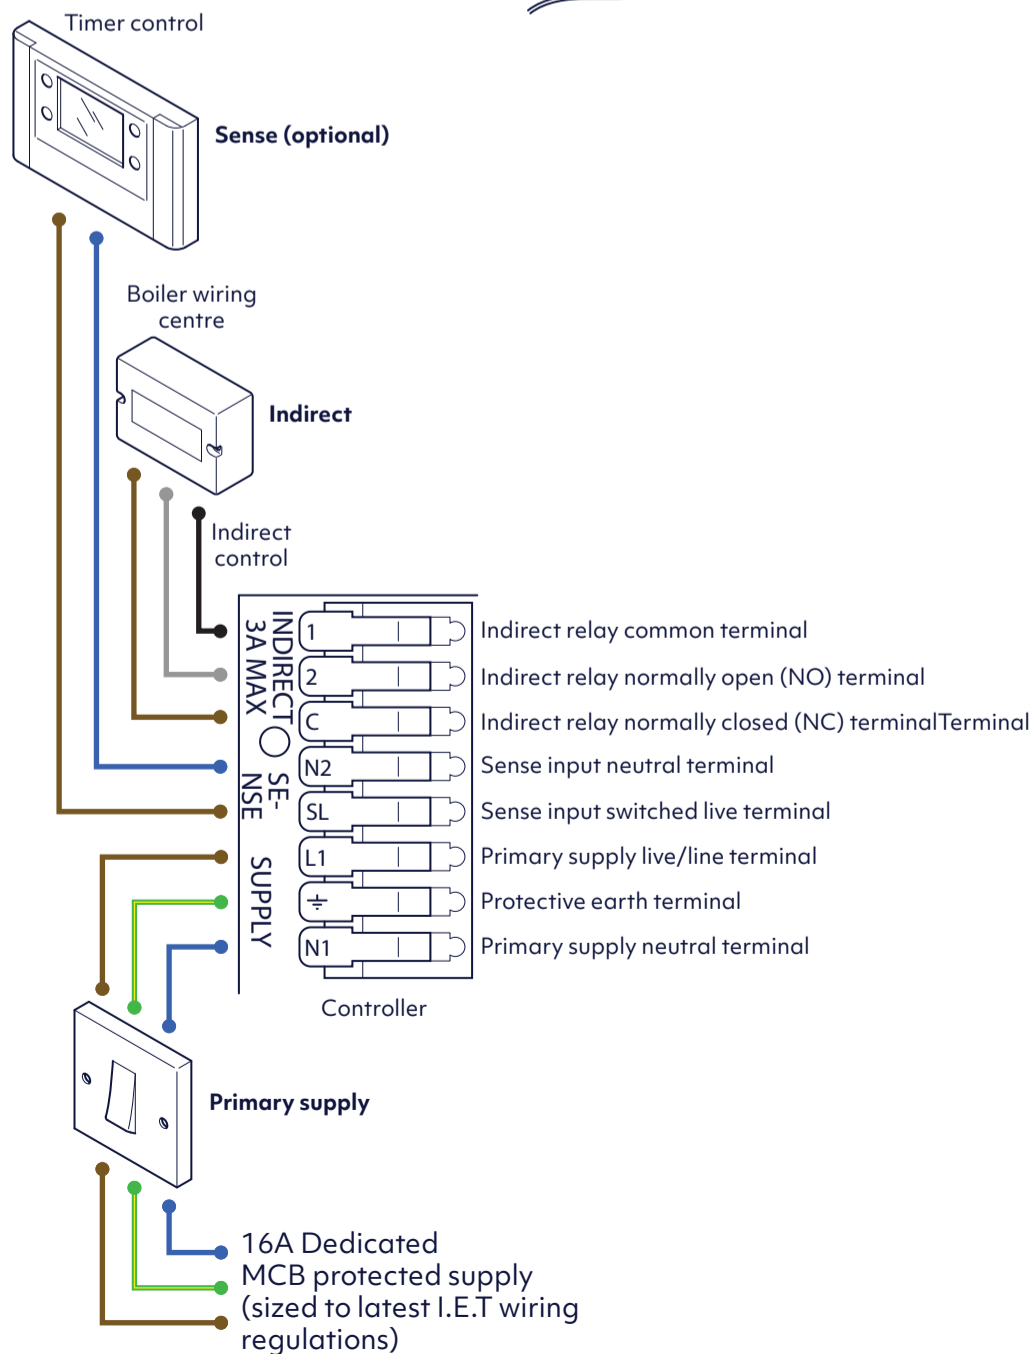 Timer control
Sense (optional)
Boiler wiring
centre
Indirect
Indirect
control
INDIRECT
3A MAX
SE-
NSE
SUPPLY
1
Indirect relay common terminal
2
Indirect relay normally open (NO) terminal
C
Indirect relay normally closed (NC) terminalTerminal
N2
Sense input neutral terminal
SL
Sense input switched live terminal
L1
Primary supply live/line terminal
Protective earth terminal
N1
Primary supply neutral terminal
Controller
Primary supply
16A Dedicated
MCB protected supply
(sized to latest I.E.T wiring
regulations)